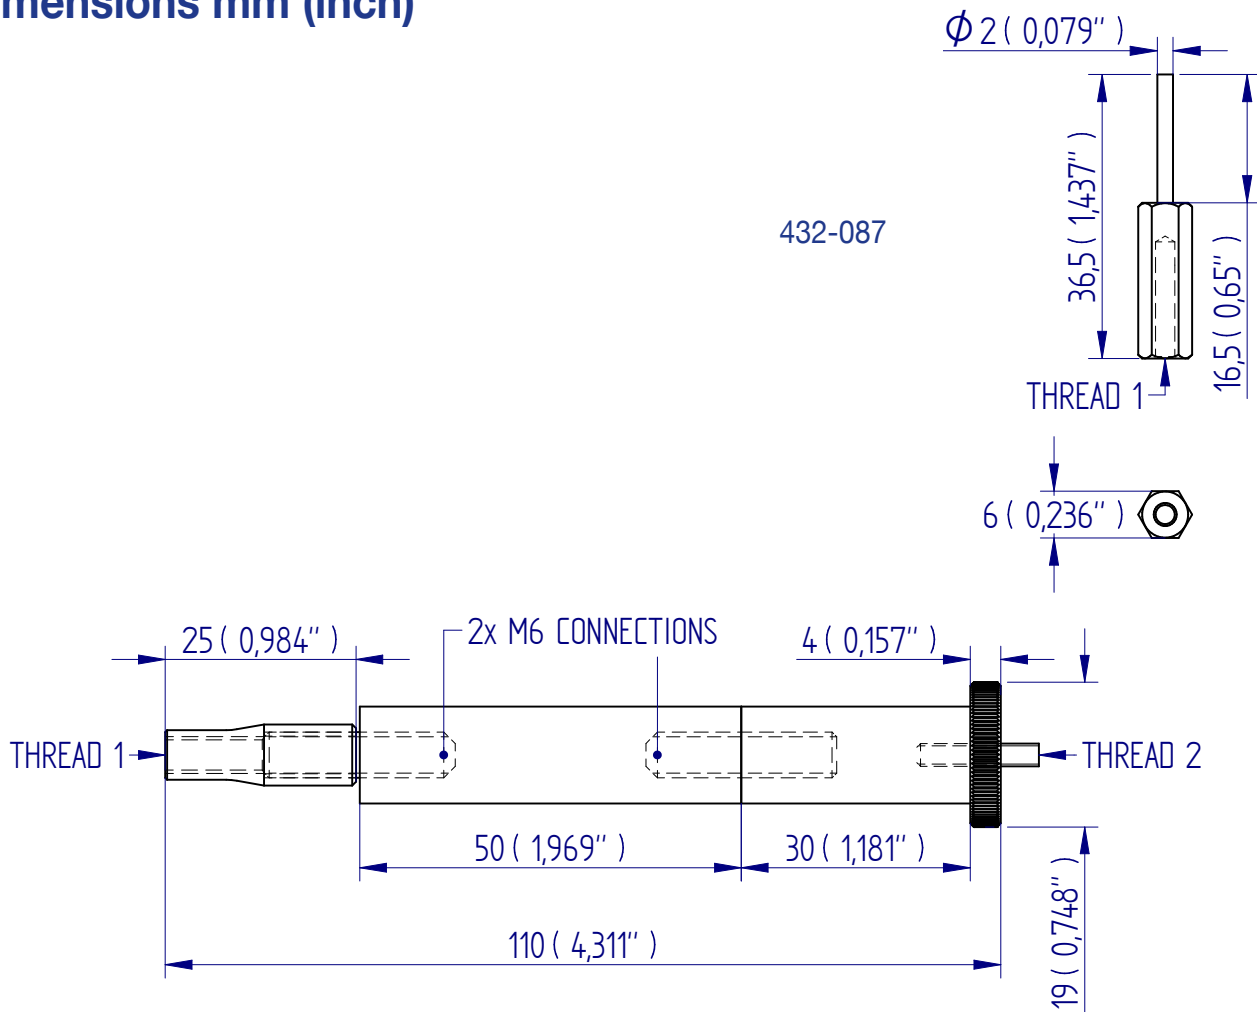 mensions mm (inch)
ϕ 2 ( 0,079" )
36,5 ( 1,437" )
432-087
16,5 ( 0,65" )
THREAD 1
6 ( 0,236" )
25 ( 0,984" )
2x M6 CONNECTIONS
4 ( 0,157" )
THREAD 1
THREAD 2
50 ( 1,969" )
30 ( 1,181" )
19 ( 0,748" )
110 ( 4,311" )